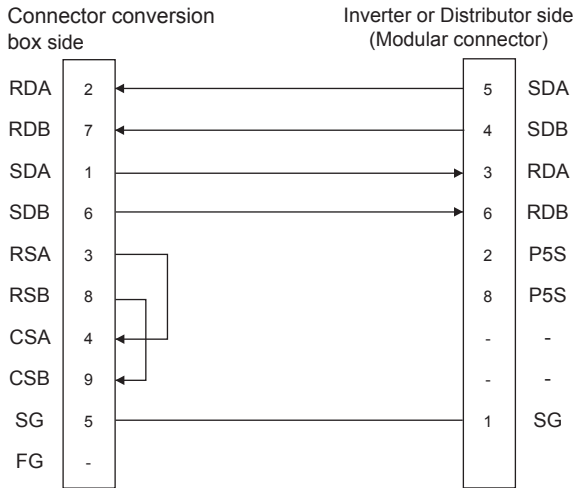 Connector conversion
box side
Inverter or Distributor side
(Modular connector)
RDA 2 5 SDA
RDB 7 4 SDB
SDA 1 3 RDA
SDB 6 6 RDB
RSA 3 2 P5S
RSB 8 8 P5S
CSA 4 - -
CSB 9 - -
SG 5 1 SG
FG -